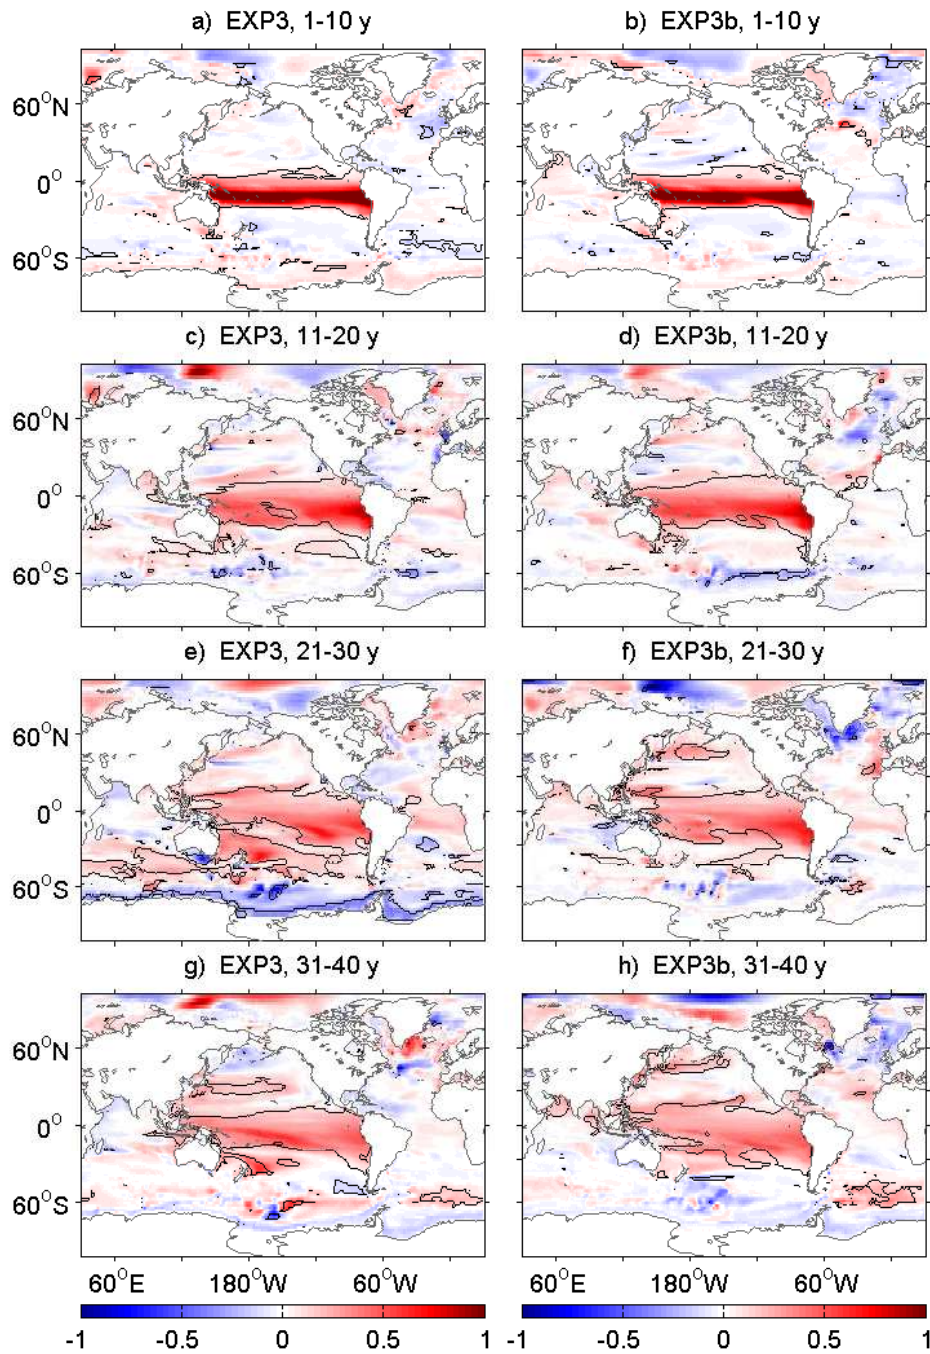 a) EXP3, 1-10 y
b) EXP3b, 1-10 y
60°N
0°
60°S
c) EXP3, 11-20 y
d) EXP3b, 11-20 y
60°N
0°
60°S
e) EXP3, 21-30 y
f) EXP3b, 21-30 y
60°N
0°
60°S
g) EXP3, 31-40 y
h) EXP3b, 31-40 y
60°N
0°
60°S
60°E 180°W 60°W
60°E 180°W 60°W
-1 -0.5 0 0.5 1
-1 -0.5 0 0.5 1